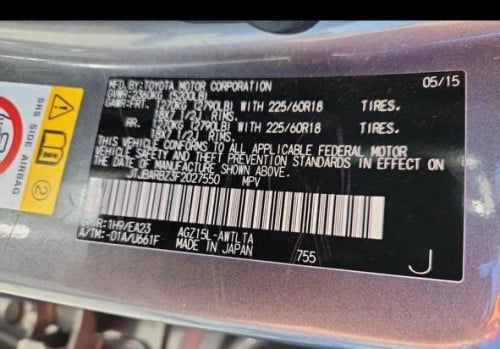 MFD.BY:TOYOTA MOTOR CORPORATION 05/15
GVWR:2360KG (5200LB)
GAWR:FRT. 1270KG (2790LB) WITH 225/60R18 TIRES.
18X7 1/2J RIMS.
RR. 1270KG (2790LB) WITH 225/60R18 TIRES.
18X7 1/2J RIMS.
THIS VEHICLE CONFORMS TO ALL APPLICABLE FEDERAL MOTOR
VEHICLE SAFETY AND THEFT PREVENTION STANDARDS IN EFFECT
ON THE DATE OF MANUFACTURE SHOWN ABOVE.
JTJBARBZ3F2027550 MPV
:1H9/EA23 AGZ15L-AWTLTA
A/TM:-01A/U661F MADE IN JAPAN 755 J
SRS SIDE AIRBAG
2